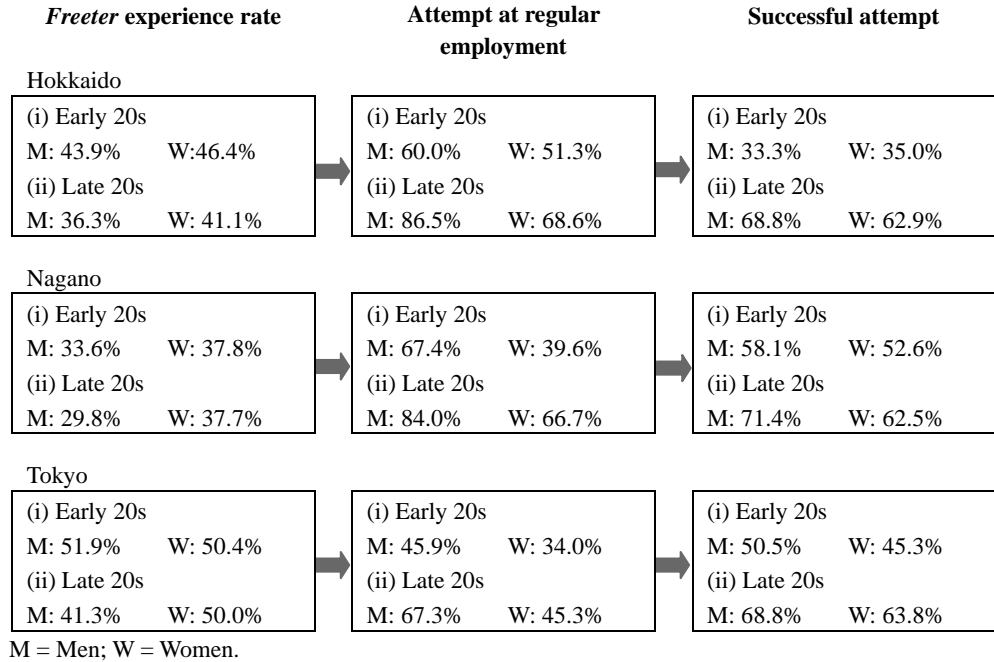 Freeter experience rate
Attempt at regular
employment
Successful attempt
Hokkaido
(i) Early 20s
M: 43.9% W:46.4%
(ii) Late 20s
M: 36.3% W: 41.1%
(i) Early 20s
M: 60.0% W: 51.3%
(ii) Late 20s
M: 86.5% W: 68.6%
(i) Early 20s
M: 33.3% W: 35.0%
(ii) Late 20s
M: 68.8% W: 62.9%
Nagano
(i) Early 20s
M: 33.6% W: 37.8%
(ii) Late 20s
M: 29.8% W: 37.7%
(i) Early 20s
M: 67.4% W: 39.6%
(ii) Late 20s
M: 84.0% W: 66.7%
(i) Early 20s
M: 58.1% W: 52.6%
(ii) Late 20s
M: 71.4% W: 62.5%
Tokyo
(i) Early 20s
M: 51.9% W: 50.4%
(ii) Late 20s
M: 41.3% W: 50.0%
(i) Early 20s
M: 45.9% W: 34.0%
(ii) Late 20s
M: 67.3% W: 45.3%
(i) Early 20s
M: 50.5% W: 45.3%
(ii) Late 20s
M: 68.8% W: 63.8%
M = Men; W = Women.